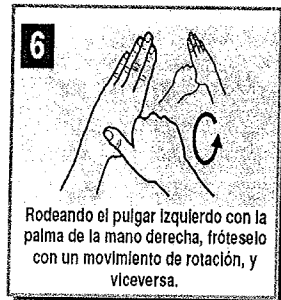 6
Rodeando el pulgar izquierdo con la
palma de la mano derecha, fróteselo
con un movimiento de rotación, y
viceversa.